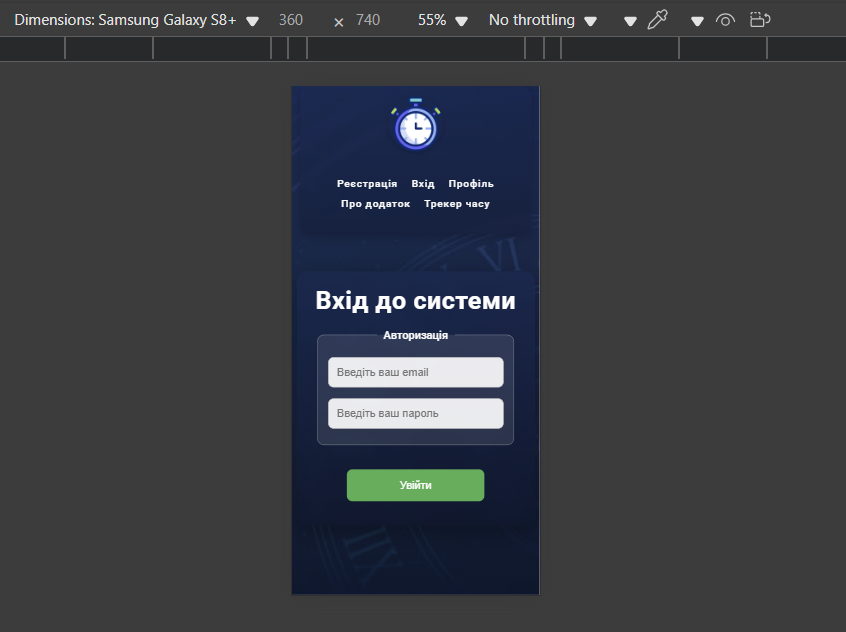 Dimensions: Samsung Galaxy S8+ 360 × 740 55% No throttling
Реєстрація Вхід Профіль
Про додаток Трекер часу
VI
Вхід до системи
Авторизація
Введіть ваш email
Введіть ваш пароль
Увійти